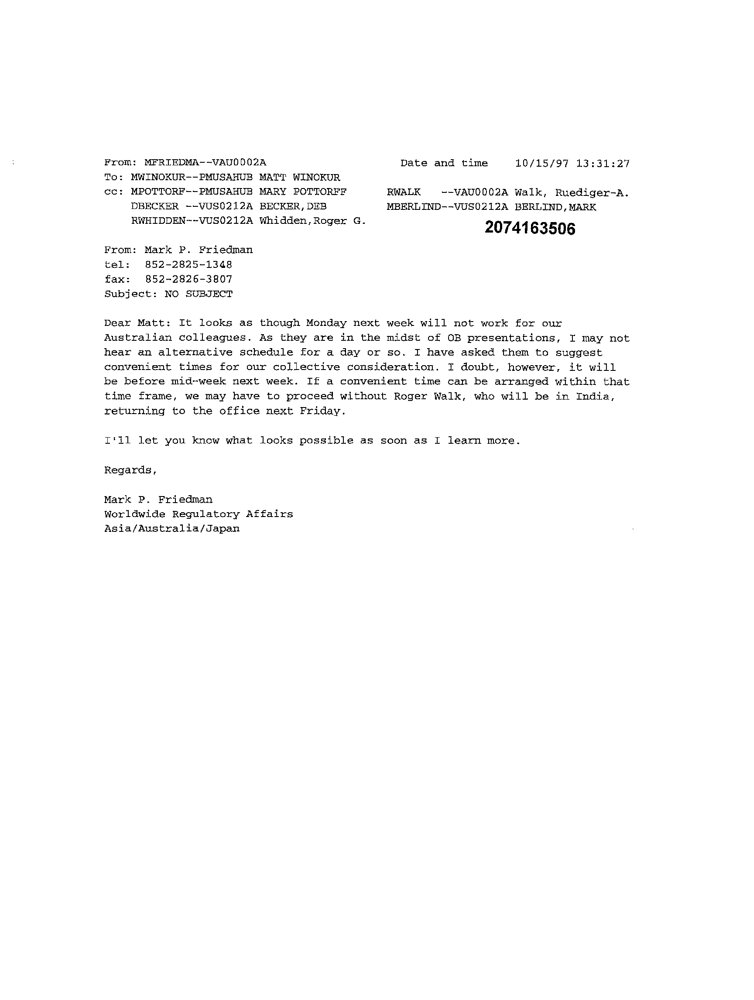 From: MFRIEDMA--VAU0002A Date and time 10/15/97 13:31:27
To: MWINOKUR--PMUSAHUB MATT WINOKUR
cc: MPOTTORF--PMUSAHUB MARY POTTORFF RWALK --VAU0002A Walk, Ruediger-A.
DBECKER --VUS0212A BECKER,DEB MBERLIND--VUS0212A BERLIND,MARK
RWHIDDEN--VUS0212A Whidden,Roger G.
2074163506
From: Mark P. Friedman
tel: 852-2825-1348
fax: 852-2826-3807
Subject: NO SUBJECT
Dear Matt: It looks as though Monday next week will not work for our
Australian colleagues. As they are in the midst of OB presentations, I may not
hear an alternative schedule for a day or so. I have asked them to suggest
convenient times for our collective consideration. I doubt, however, it will
be before mid-week next week. If a convenient time can be arranged within that
time frame, we may have to proceed without Roger Walk, who will be in India,
returning to the office next Friday.
I'll let you know what looks possible as soon as I learn more.
Regards,
Mark P. Friedman
Worldwide Regulatory Affairs
Asia/Australia/Japan